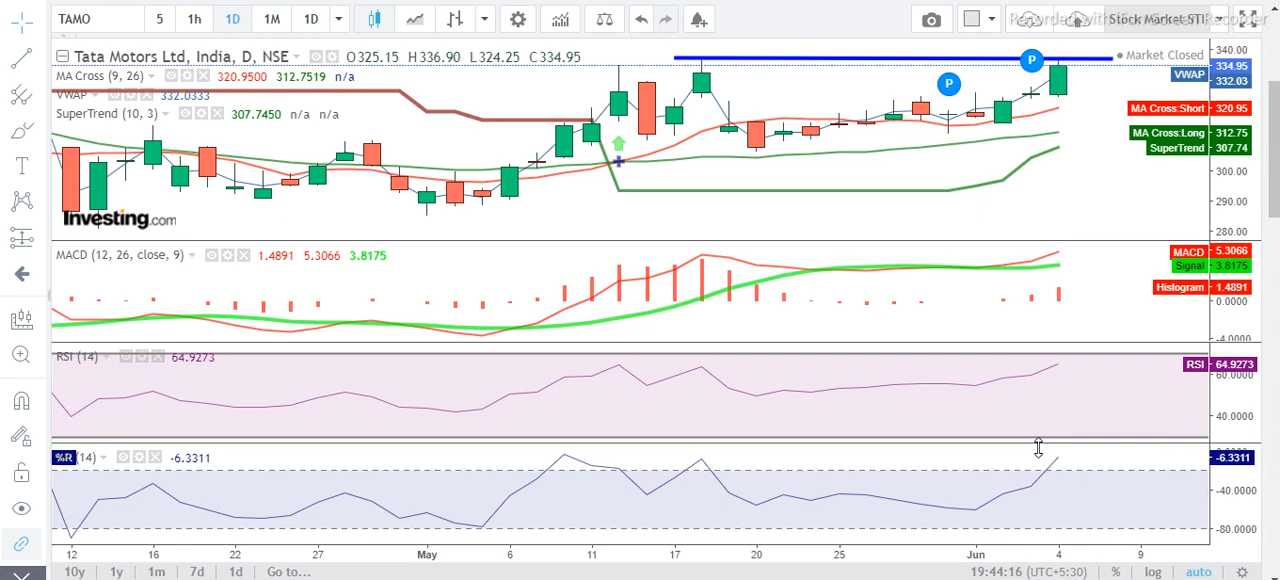 TAMO 5 1h 1D 1M 1D Stock Market STI
Tata Motors Ltd, India, D, NSE O325.15 H336.90 L324.25 C334.95
Market Closed
MA Cross (9, 26) 320.9500 312.7519 n/a
VWAP 332.0333
SuperTrend (10, 3) 307.7450 n/a n/a
P
P
340.00
334.95
VWAP 332.03
MA Cross:Short 320.95
MA Cross:Long 312.75
SuperTrend 307.74
300.00
290.00
280.00
Investing.com
MACD (12, 26, close, 9) 1.4891 5.3066 3.8175
MACD 5.3066
Signal 3.8175
Histogram 1.4891
0.0000
-4.0000
RSI (14) 64.9273
RSI 64.9273
60.0000
40.0000
%R (14) -6.3311
-6.3311
-40.0000
-80.0000
12 16 22 27 May 6 11 17 20 25 Jun 4 9
10y 1y 1m 7d 1d Go to... 19:44:16 (UTC+5:30) % log auto